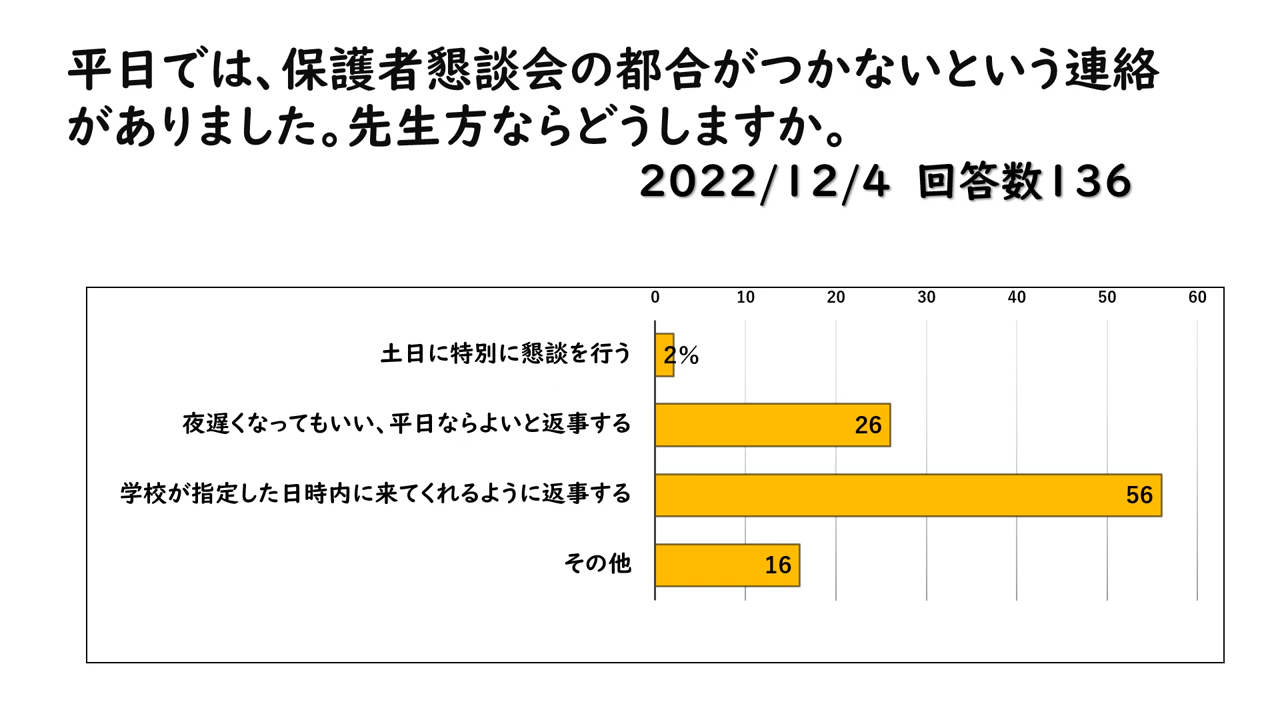 平日では、保護者懇談会の都合がつかないという連絡
がありました。先生方ならどうしますか。
2022/12/4 回答数136
0 10 20 30 40 50 60
土日に特別に懇談を行う 2%
夜遅くなってもいい、平日ならよいと返事する 26
学校が指定した日時内に来てくれるように返事する 56
その他 16